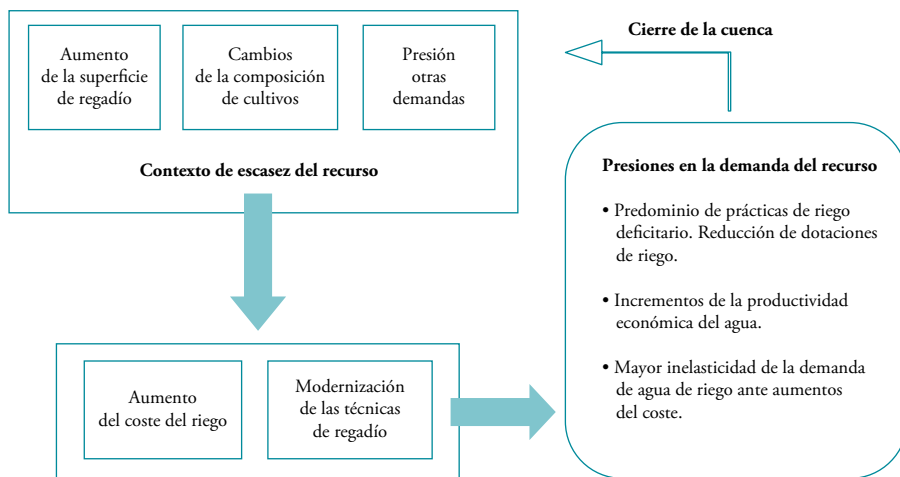 Aumento
de la superficie
de regadío
Cambios
de la composición
de cultivos
Presión
otras
demandas
Contexto de escasez del recurso
Cierre de la cuenca
Presiones en la demanda del recurso
• Predominio de prácticas de riego
deficitario. Reducción de dotaciones
de riego.
• Incrementos de la productividad
económica del agua.
• Mayor inelasticidad de la demanda
de agua de riego ante aumentos
del coste.
Aumento
del coste del riego
Modernización
de las técnicas
de regadío